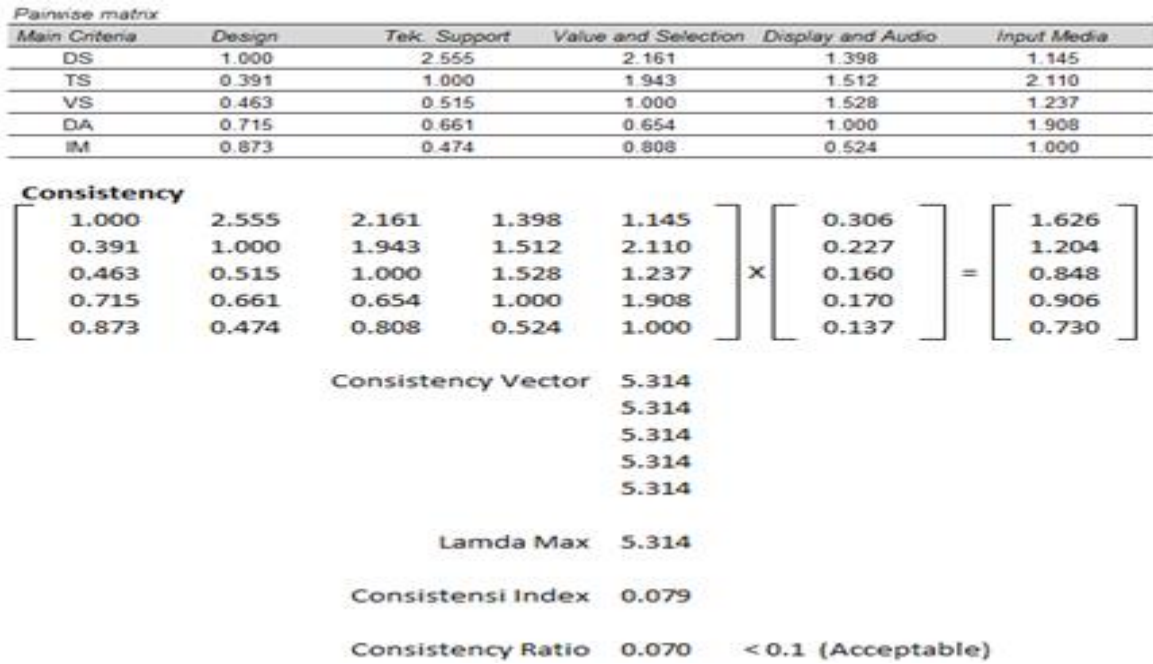 Pairwise matrix
Main Criteria Design Tek. Support Value and Selection Display and Audio Input Media
DS 1.000 2.555 2.161 1.398 1.145
TS 0.391 1.000 1.943 1.512 2.110
VS 0.463 0.515 1.000 1.528 1.237
DA 0.715 0.661 0.654 1.000 1.908
IM 0.873 0.474 0.808 0.524 1.000
Consistency
1.000 2.555 2.161 1.398 1.145 0.306 1.626
0.391 1.000 1.943 1.512 2.110 0.227 1.204
0.463 0.515 1.000 1.528 1.237 x 0.160 = 0.848
0.715 0.661 0.654 1.000 1.908 0.170 0.906
0.873 0.474 0.808 0.524 1.000 0.137 0.730
Consistency Vector 5.314
5.314
5.314
5.314
5.314
Lamda Max 5.314
Consistensi Index 0.079
Consistency Ratio 0.070 < 0.1 (Acceptable)